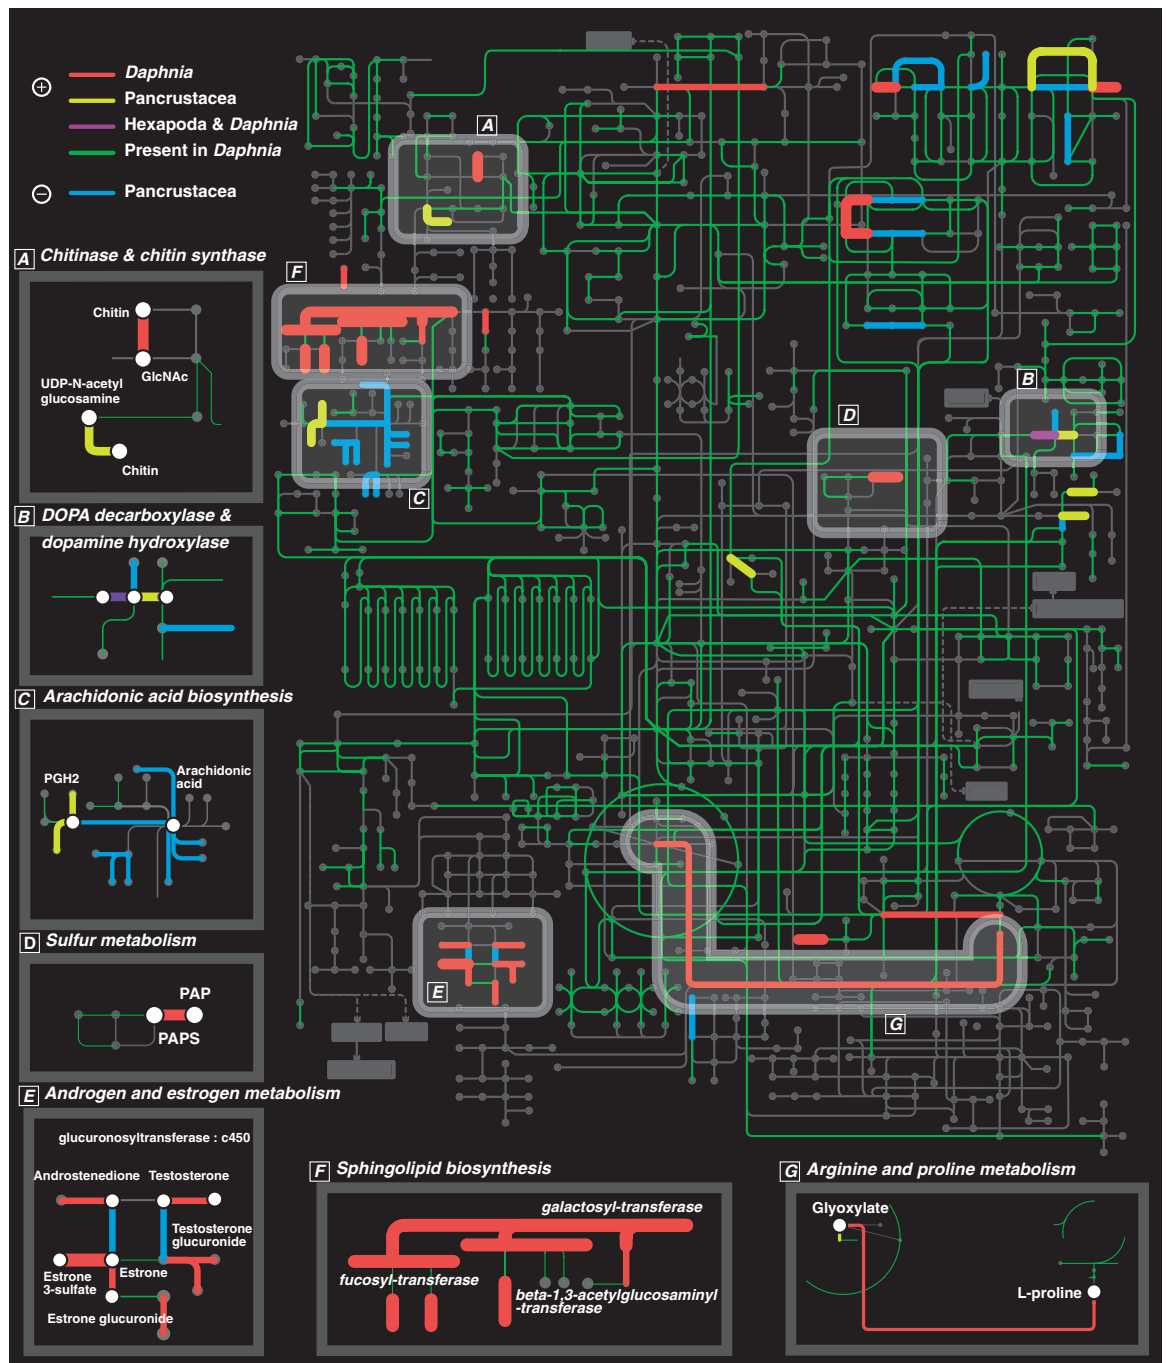 + Daphnia
Pancrustacea
Hexapoda & Daphnia
Present in Daphnia
− Pancrustacea
A Chitinase & chitin synthase
Chitin
GlcNAc
UDP-N-acetyl
glucosamine
Chitin
B DOPA decarboxylase &
dopamine hydroxylase
C Arachidonic acid biosynthesis
PGH2
Arachidonic
acid
D Sulfur metabolism
PAP
PAPS
E Androgen and estrogen metabolism
glucuronosyltransferase : c450
Androstenedione Testosterone
Testosterone
glucuronide
Estrone
3-sulfate
Estrone
Estrone glucuronide
A
F
B
D
C
E
G
F Sphingolipid biosynthesis
galactosyl-transferase
fucosyl-transferase
beta-1,3-acetylglucosaminyl
-transferase
G Arginine and proline metabolism
Glyoxylate
L-proline